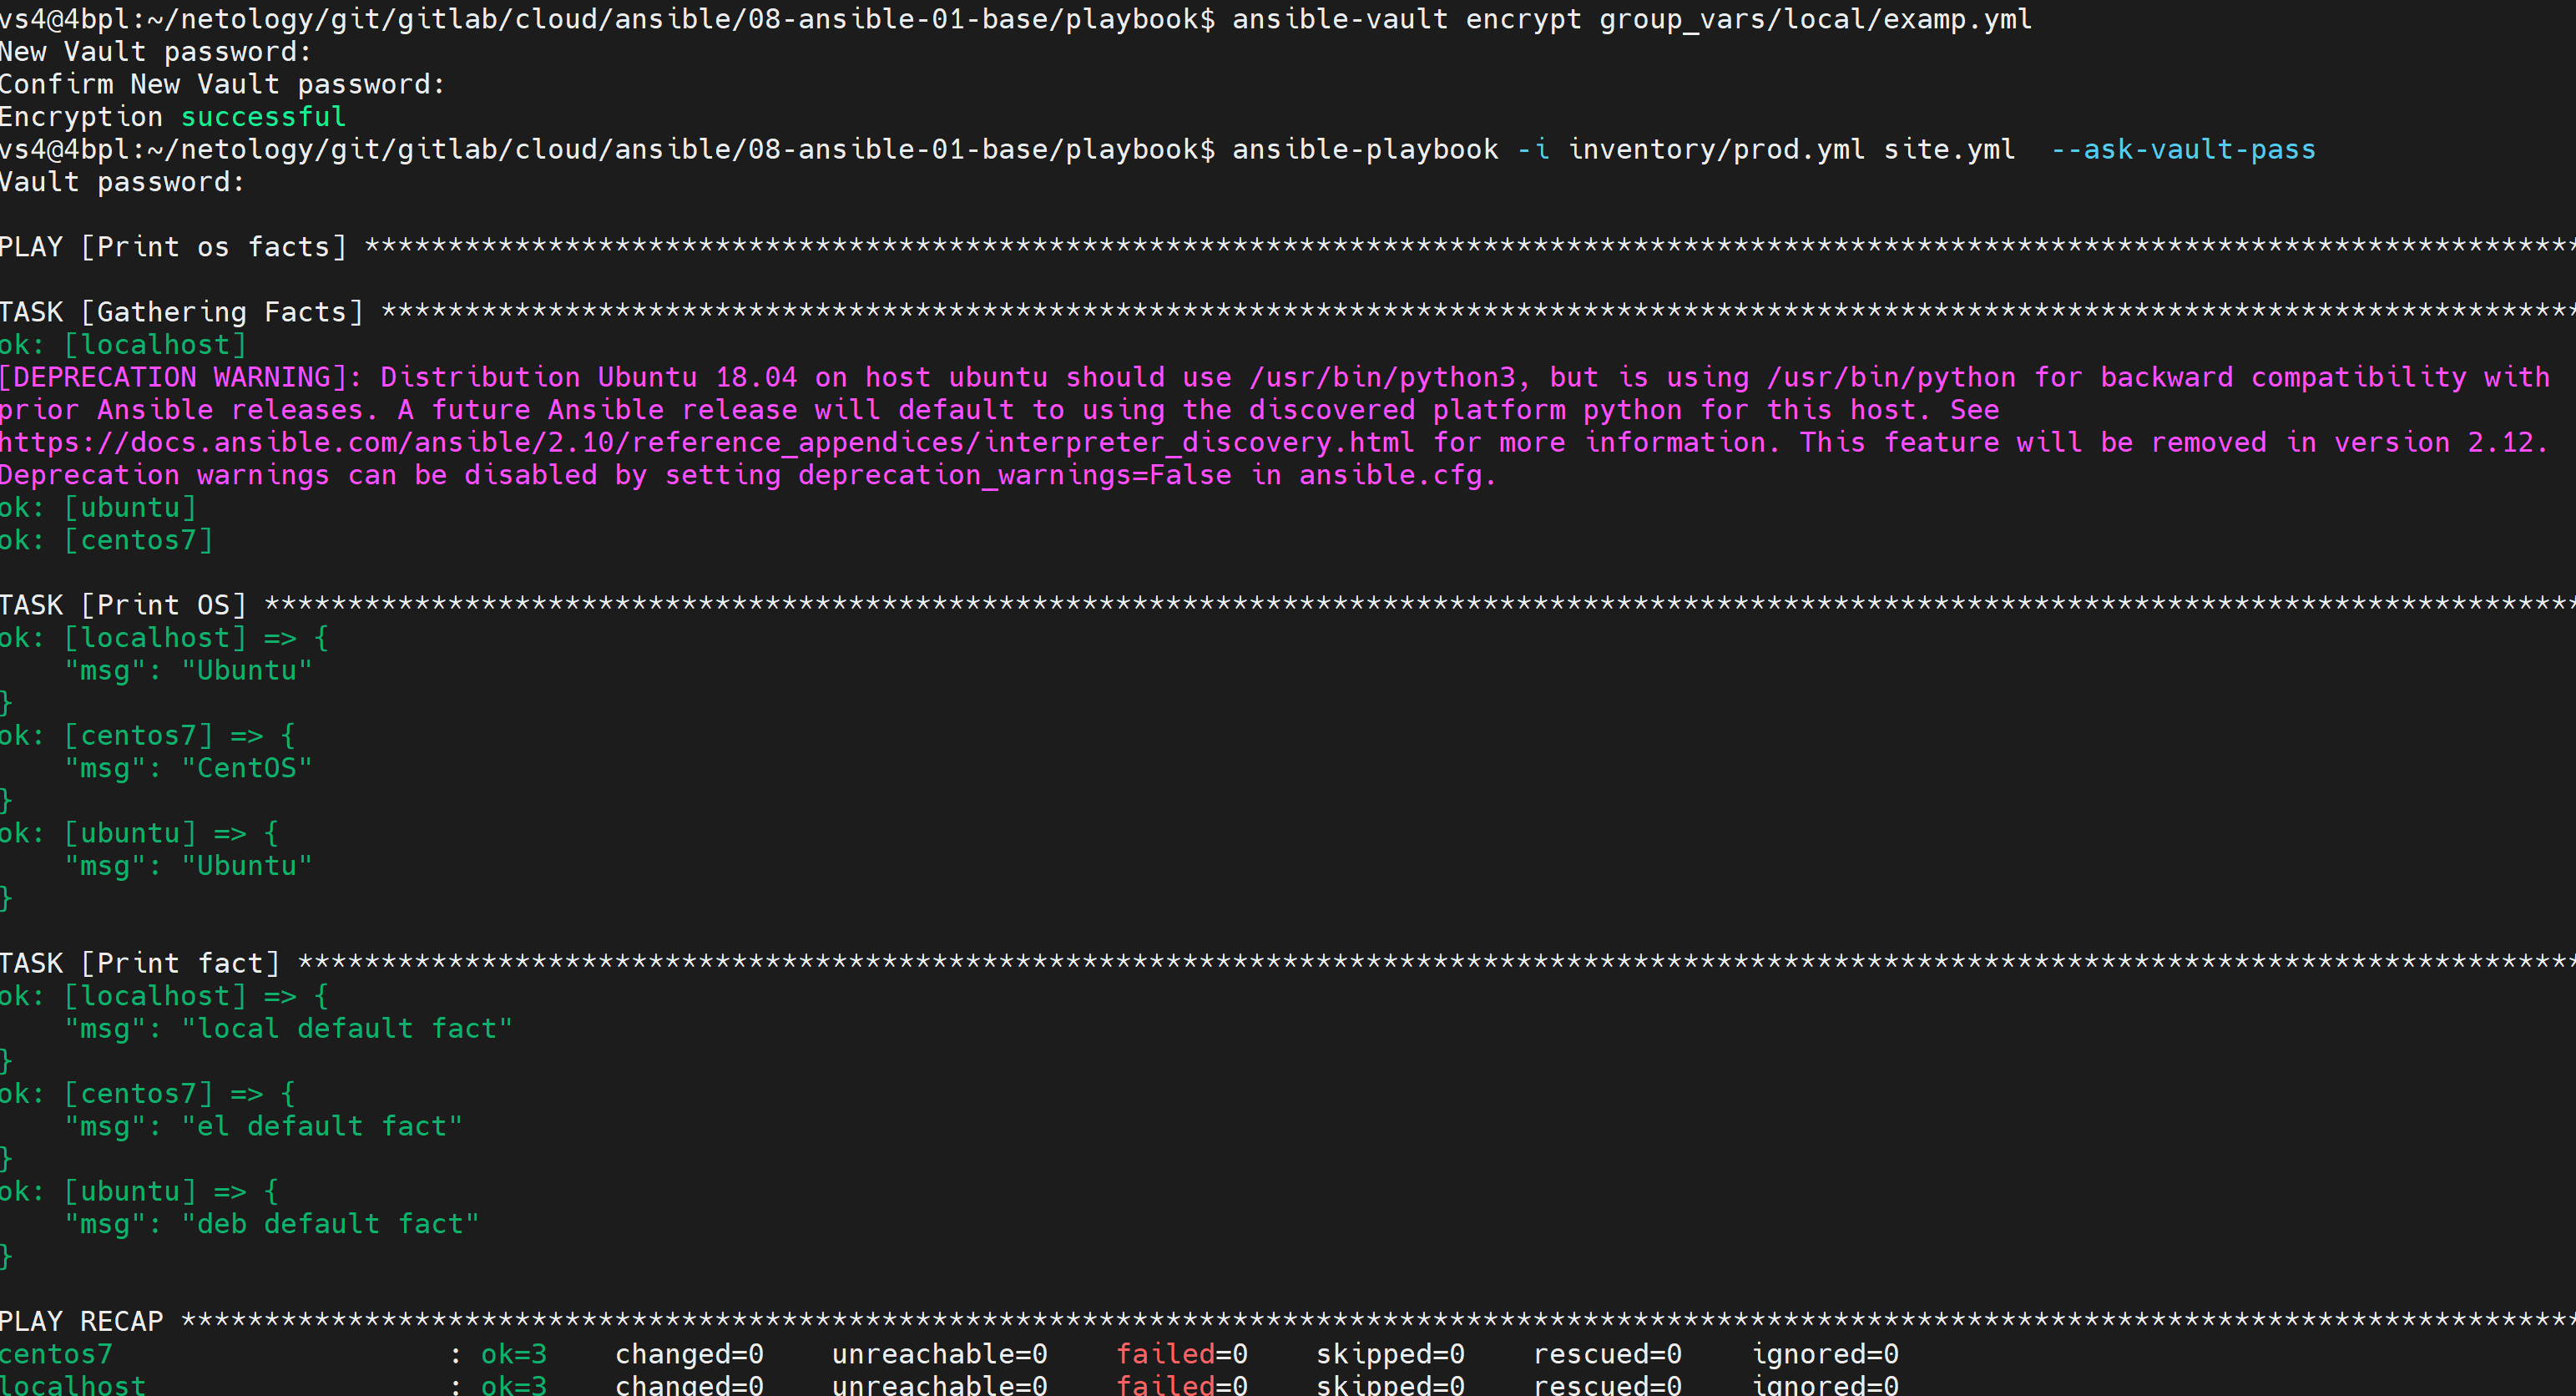 vs4@4bpl:~/netology/git/gitlab/cloud/ansible/08-ansible-01-base/playbook$ ansible-vault encrypt group_vars/local/examp.yml
New Vault password:
Confirm New Vault password:
Encryption successful
vs4@4bpl:~/netology/git/gitlab/cloud/ansible/08-ansible-01-base/playbook$ ansible-playbook -i inventory/prod.yml site.yml  --ask-vault-pass
Vault password:
PLAY [Print os facts] ************************************************************************************************************************************
TASK [Gathering Facts] ***********************************************************************************************************************************
ok: [localhost]
[DEPRECATION WARNING]: Distribution Ubuntu 18.04 on host ubuntu should use /usr/bin/python3, but is using /usr/bin/python for backward compatibility with
prior Ansible releases. A future Ansible release will default to using the discovered platform python for this host. See
https://docs.ansible.com/ansible/2.10/reference_appendices/interpreter_discovery.html for more information. This feature will be removed in version 2.12.
Deprecation warnings can be disabled by setting deprecation_warnings=False in ansible.cfg.
ok: [ubuntu]
ok: [centos7]
TASK [Print OS] ******************************************************************************************************************************************
ok: [localhost] => {
    "msg": "Ubuntu"
}
ok: [centos7] => {
    "msg": "CentOS"
}
ok: [ubuntu] => {
    "msg": "Ubuntu"
}
TASK [Print fact] ****************************************************************************************************************************************
ok: [localhost] => {
    "msg": "local default fact"
}
ok: [centos7] => {
    "msg": "el default fact"
}
ok: [ubuntu] => {
    "msg": "deb default fact"
}
PLAY RECAP ***********************************************************************************************************************************************
centos7                    : ok=3    changed=0    unreachable=0    failed=0    skipped=0    rescued=0    ignored=0
localhost                  : ok=3    changed=0    unreachable=0    failed=0    skipped=0    rescued=0    ignored=0